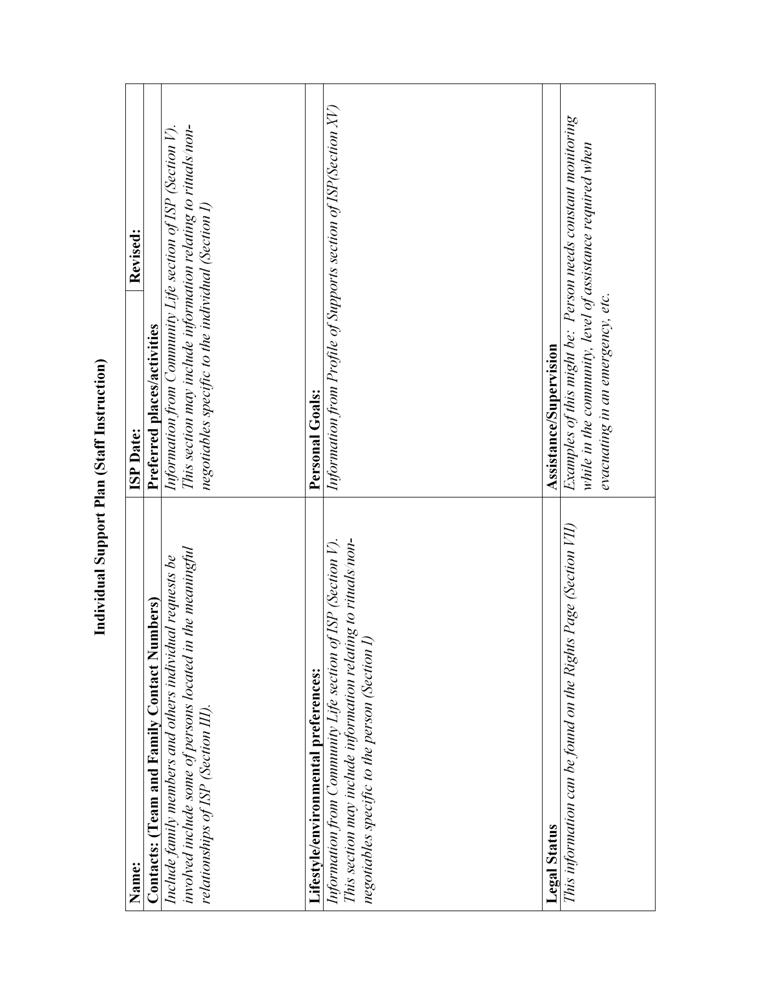 Individual Support Plan (Staff Instruction)
Name:
ISP Date:
Revised:
Contacts: (Team and Family Contact Numbers)
Include family members and others individual requests be
involved include some of persons located in the meaningful
relationships of ISP (Section III).
Preferred places/activities
Information from Community Life section of ISP (Section V).
This section may include information relating to rituals non-
negotiables specific to the individual (Section I)
Lifestyle/environmental preferences:
Information from Community Life section of ISP (Section V).
This section may include information relating to rituals/non-
negotiables specific to the person (Section I)
Personal Goals:
Information from Profile of Supports section of ISP(Section XV)
Legal Status
This information can be found on the Rights Page (Section VII)
Assistance/Supervision
Examples of this might be: Person needs constant monitoring
while in the community, level of assistance required when
evacuating in an emergency, etc.